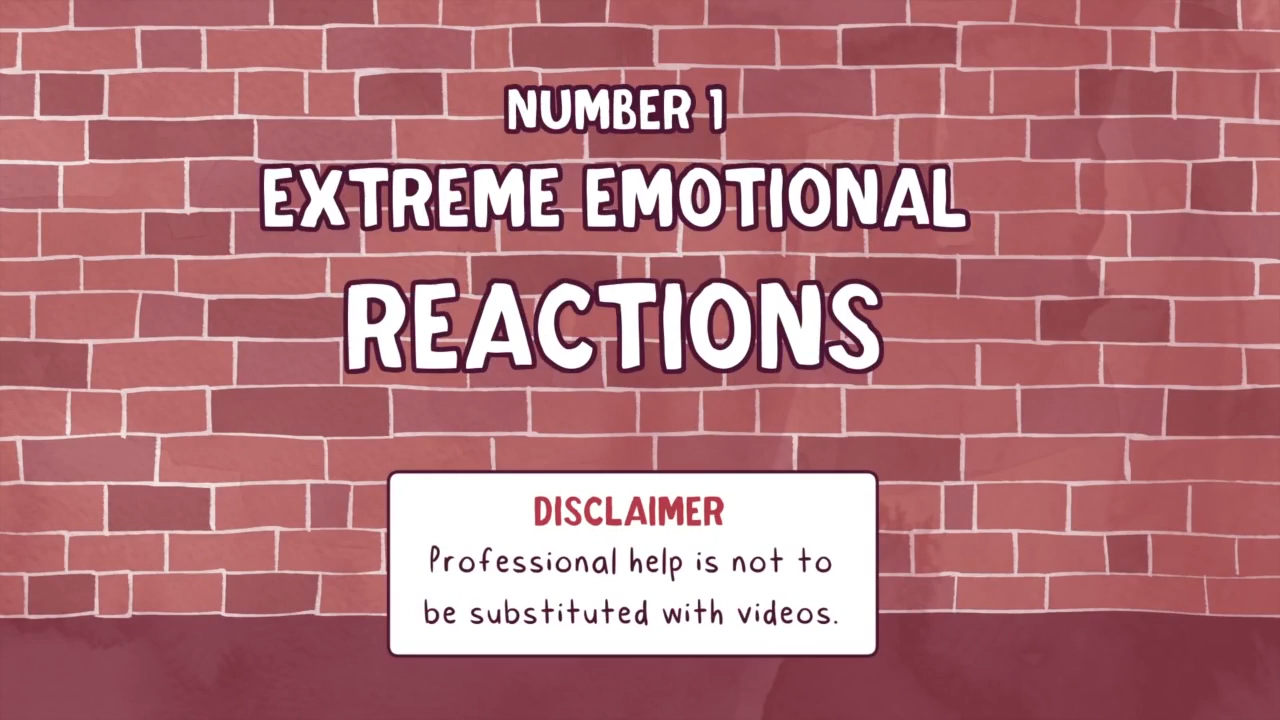 NUMBER 1
EXTREME EMOTIONAL
REACTIONS
DISCLAIMER
Professional help is not to
be substituted with videos.